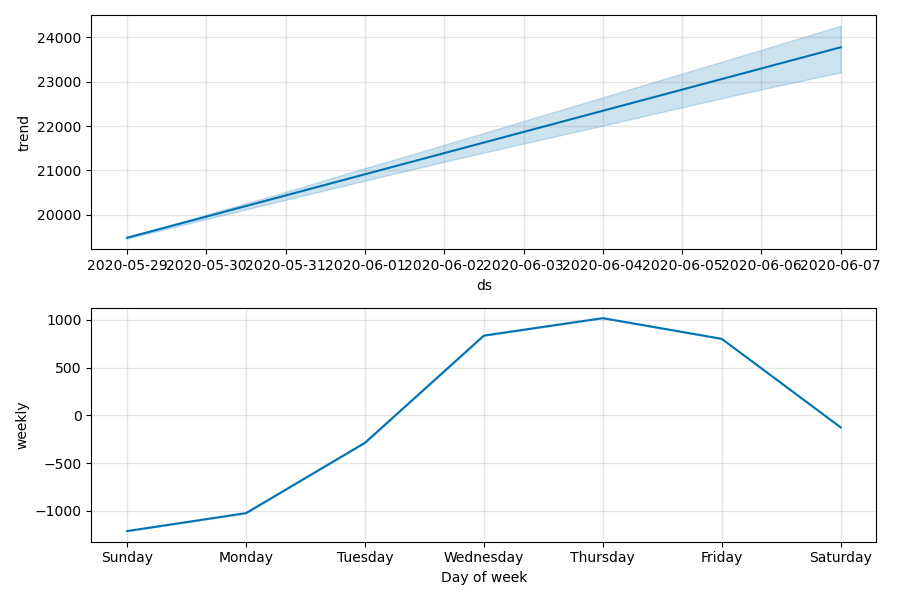 24000
23000
22000
21000
20000
trend
2020-05-29 2020-05-30 2020-05-31 2020-06-01 2020-06-02 2020-06-03 2020-06-04 2020-06-05 2020-06-06 2020-06-07
ds
1000
500
0
−500
−1000
weekly
Sunday Monday Tuesday Wednesday Thursday Friday Saturday
Day of week